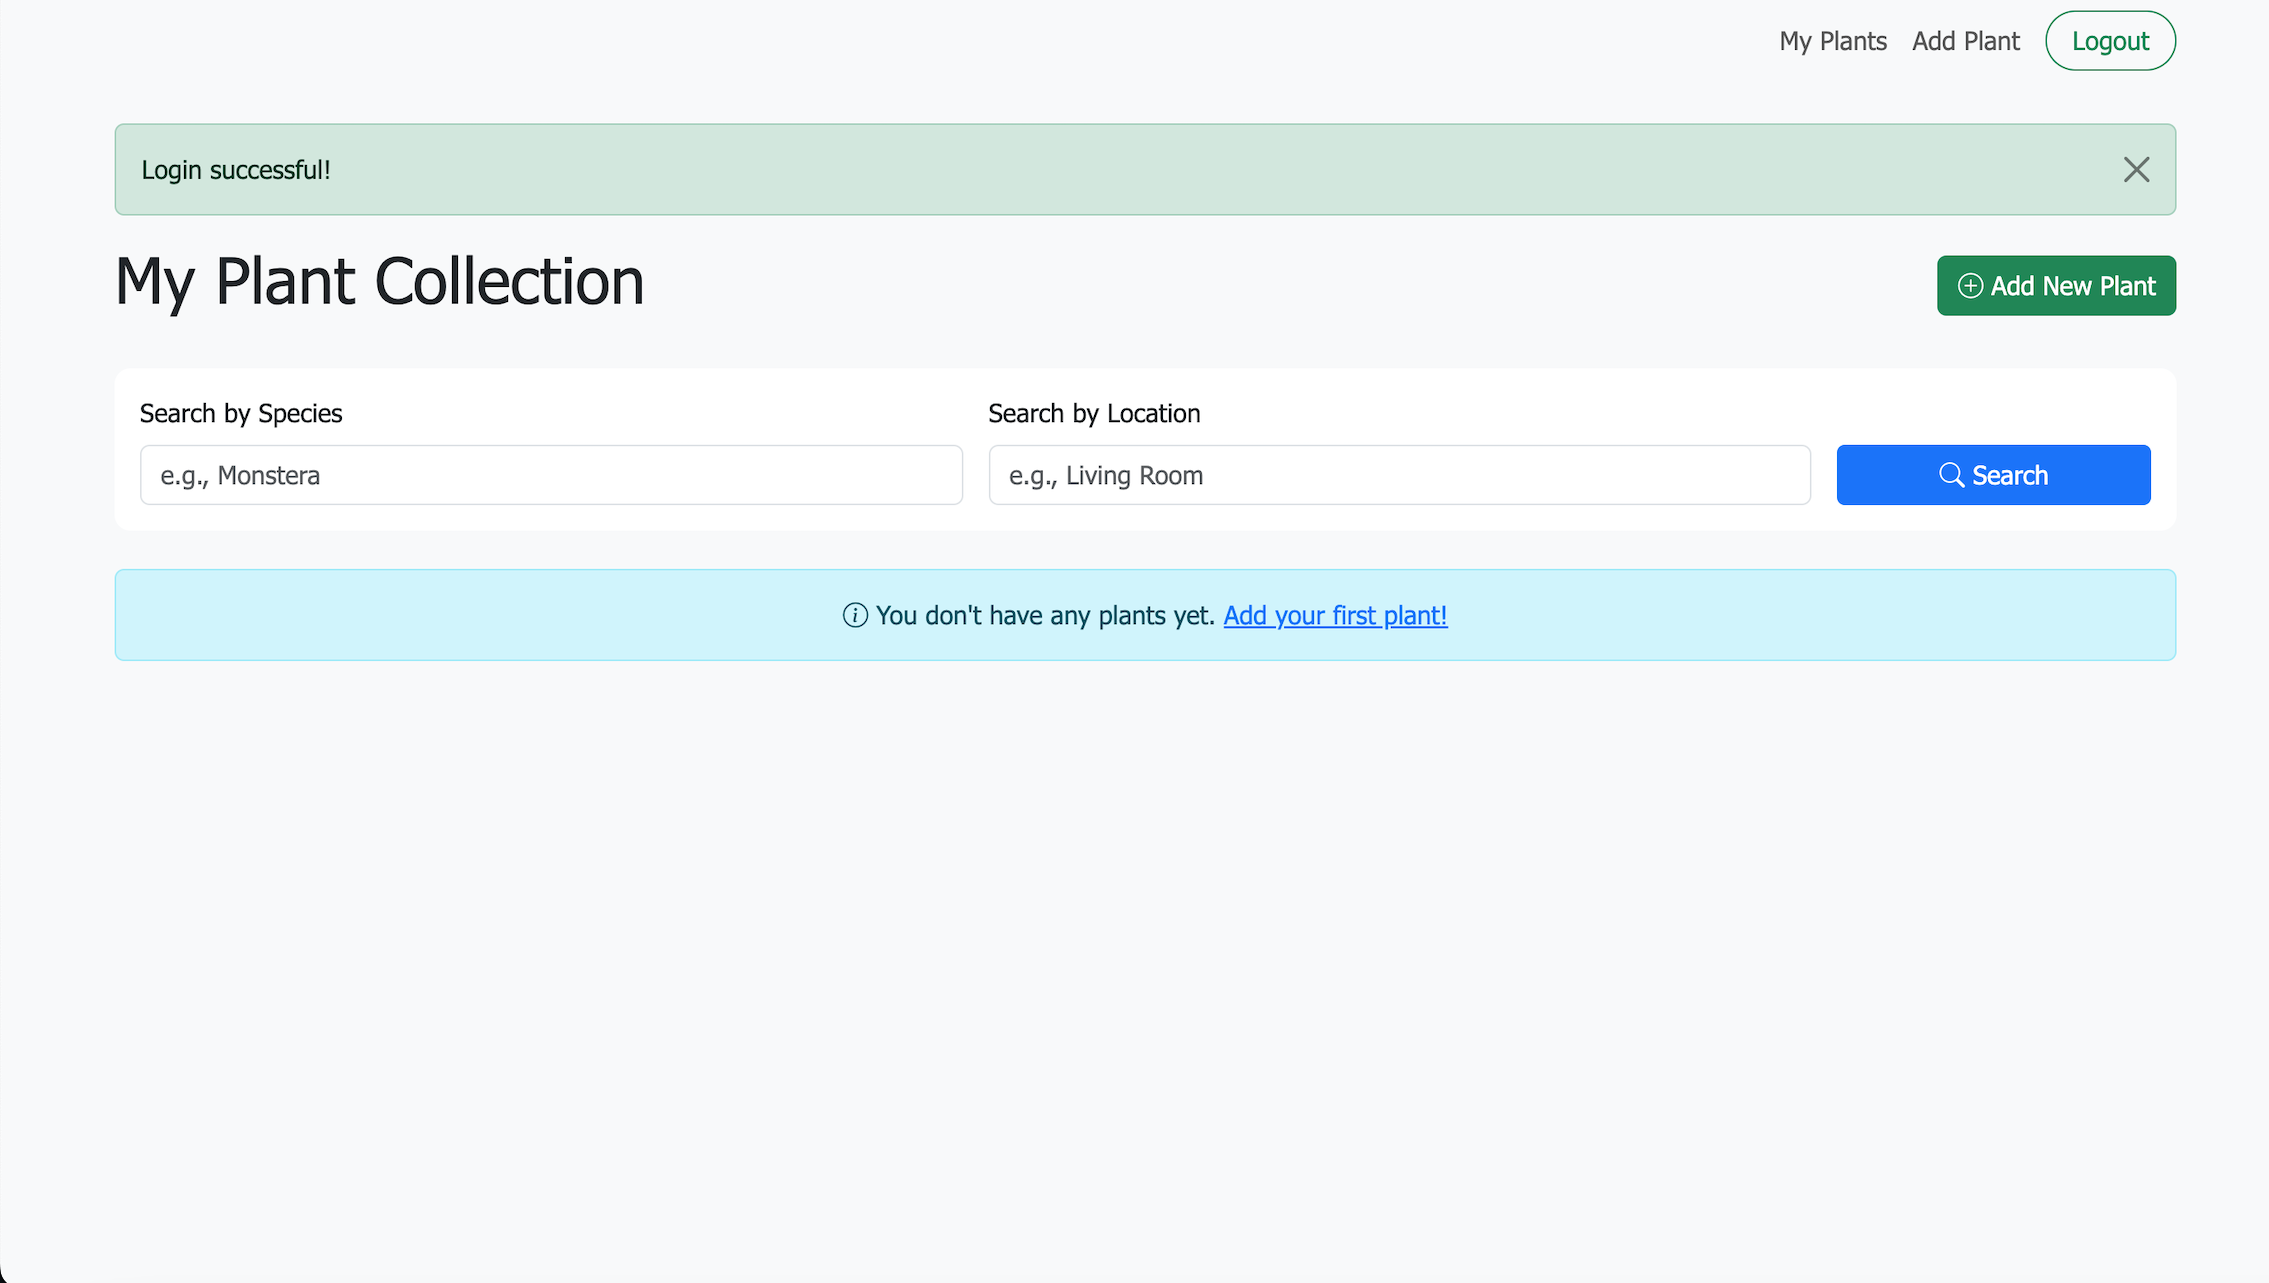 My Plants Add Plant Logout
Login successful!
My Plant Collection
Add New Plant
Search by Species
Search by Location
e.g., Monstera
e.g., Living Room
Search
You don't have any plants yet. Add your first plant!